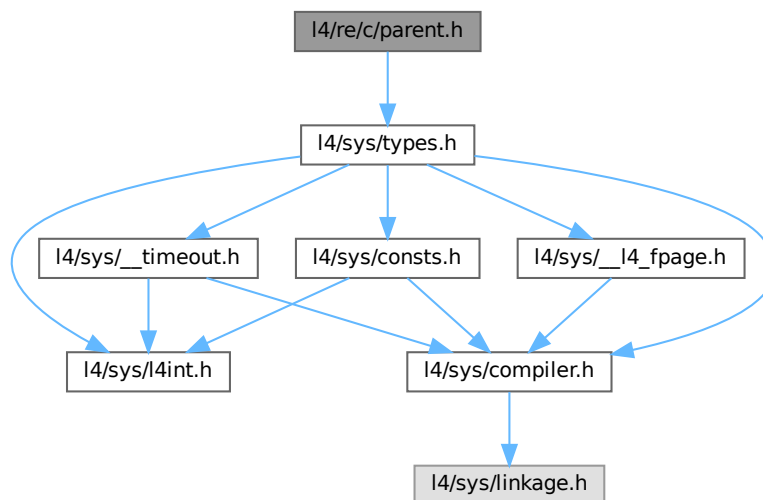 l4/re/c/parent.h
l4/sys/types.h
l4/sys/__timeout.h
l4/sys/consts.h
l4/sys/__l4_fpage.h
l4/sys/l4int.h
l4/sys/compiler.h
l4/sys/linkage.h